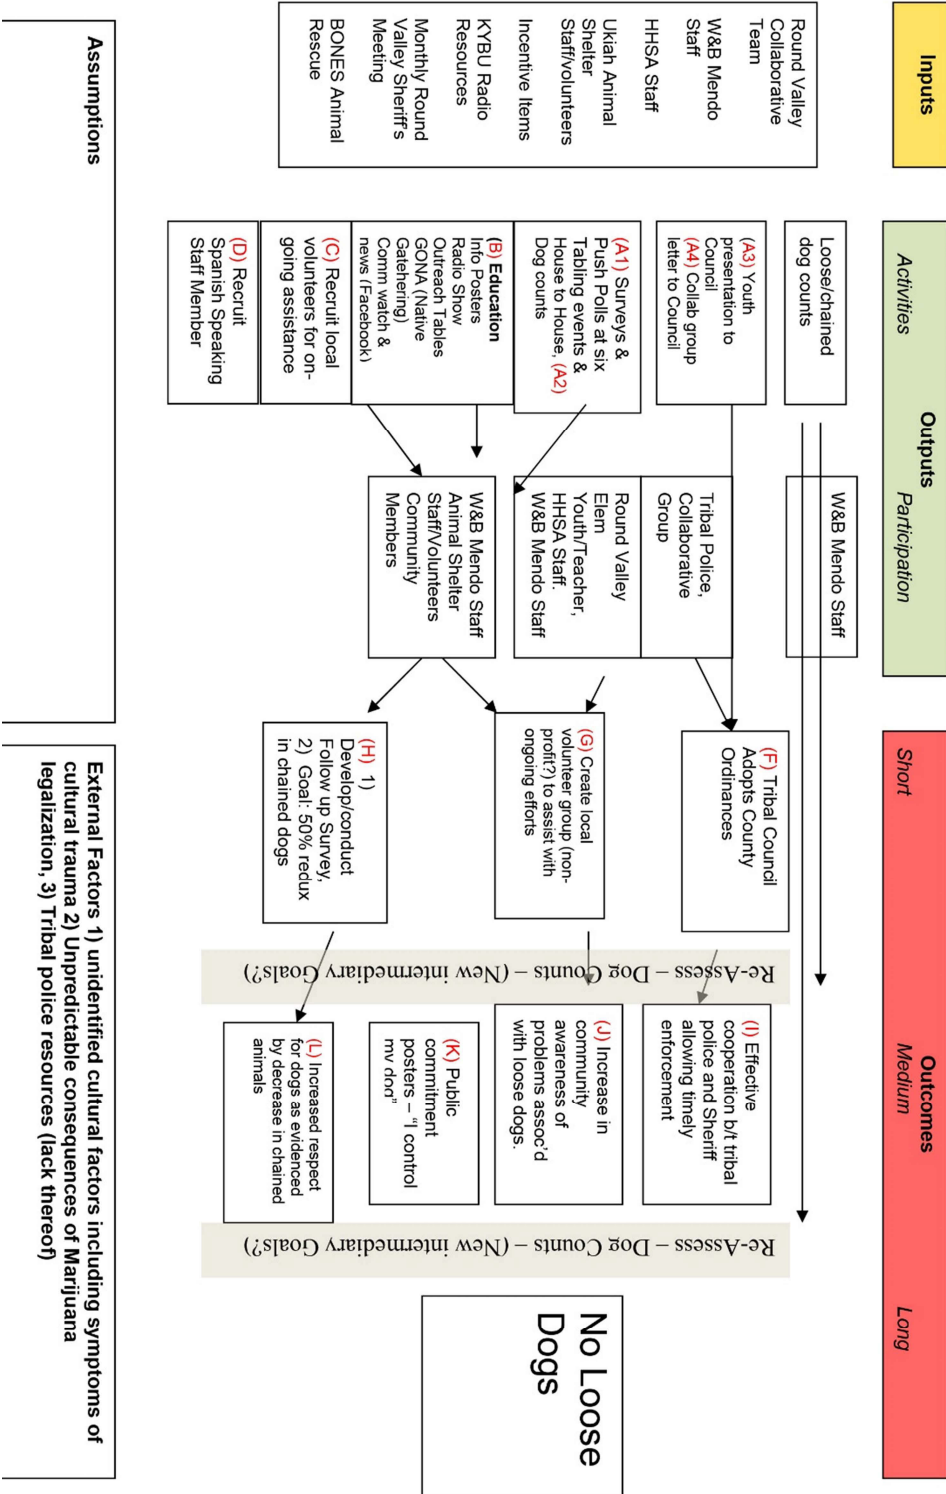 Inputs
Outputs
Outcomes
Activities
Participation
Short
Medium
Long
Round Valley
Collaborative
Team
W&B Mendo
Staff
HHSA Staff
Ukiah Animal
Shelter
Staff/volunteers
Incentive Items
KYBU Radio
Resources
Monthly Round
Valley Sheriff's
Meeting
BONES Animal
Rescue
Loose/chained
dog counts
(A3) Youth
presentation to
Council
(A4) Collab group
letter to Council
(A1) Surveys &
Push Polls at six
Tabling events &
House to House, (A2)
Dog counts
(B) Education
Info Posters
Radio Show
Outreach Tables
GONA (Native
Gatehering)
Comm watch &
news (Facebook)
(C) Recruit local
volunteers for on-
going assistance
(D) Recruit
Spanish Speaking
Staff Member
W&B Mendo Staff
Tribal Police,
Collaborative
Group
Round Valley
Elem
Youth/Teacher,
HHSA Staff.
W&B Mendo Staff
W&B Mendo Staff
Animal Shelter
Staff/Volunteers
Community
Members
(F) Tribal Council
Adopts County
Ordinances
(G) Create local
volunteer group (non-
profit?) to assist with
ongoing efforts
(H) 1)
Develop/conduct
Follow up Survey,
2) Goal: 50% redux
in chained dogs
Re-Assess – Dog Counts – (New intermediary Goals?)
(I) Effective
cooperation b/t tribal
police and Sheriff
allowing timely
enforcement
(J) Increase in
community
awareness of
problems assoc'd
with loose dogs.
(K) Public
commitment
posters – "I control
my dog"
(L) Increased respect
for dogs as evidenced
by decrease in chained
animals
Re-Assess – Dog Counts – (New intermediary Goals?)
No Loose
Dogs
Assumptions
External Factors 1) unidentified cultural factors including symptoms of
cultural trauma 2) Unpredictable consequences of Marijuana
legalization, 3) Tribal police resources (lack thereof)